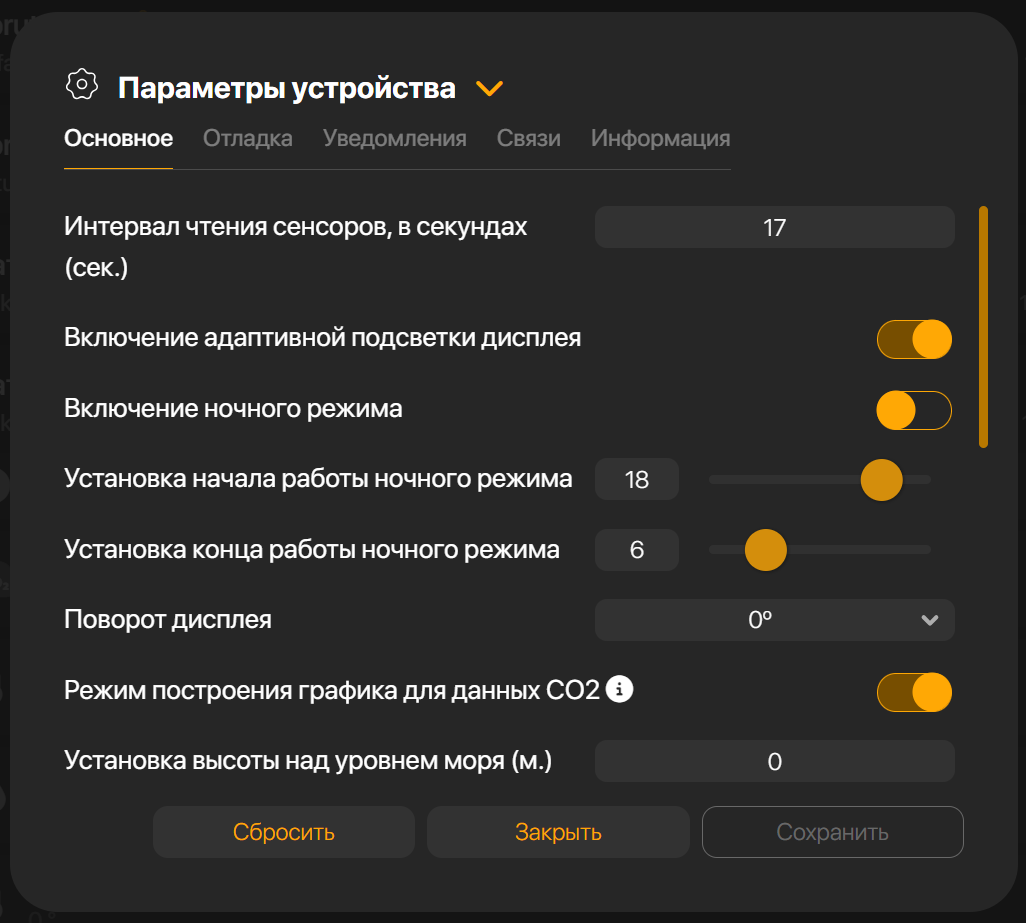 Параметры устройства
Основное Отладка Уведомления Связи Информация
Интервал чтения сенсоров, в секундах 17
(сек.)
Включение адаптивной подсветки дисплея
Включение ночного режима
Установка начала работы ночного режима 18
Установка конца работы ночного режима 6
Поворот дисплея 0º
Режим построения графика для данных CO2
Установка высоты над уровнем моря (м.) 0
Сбросить Закрыть Сохранить